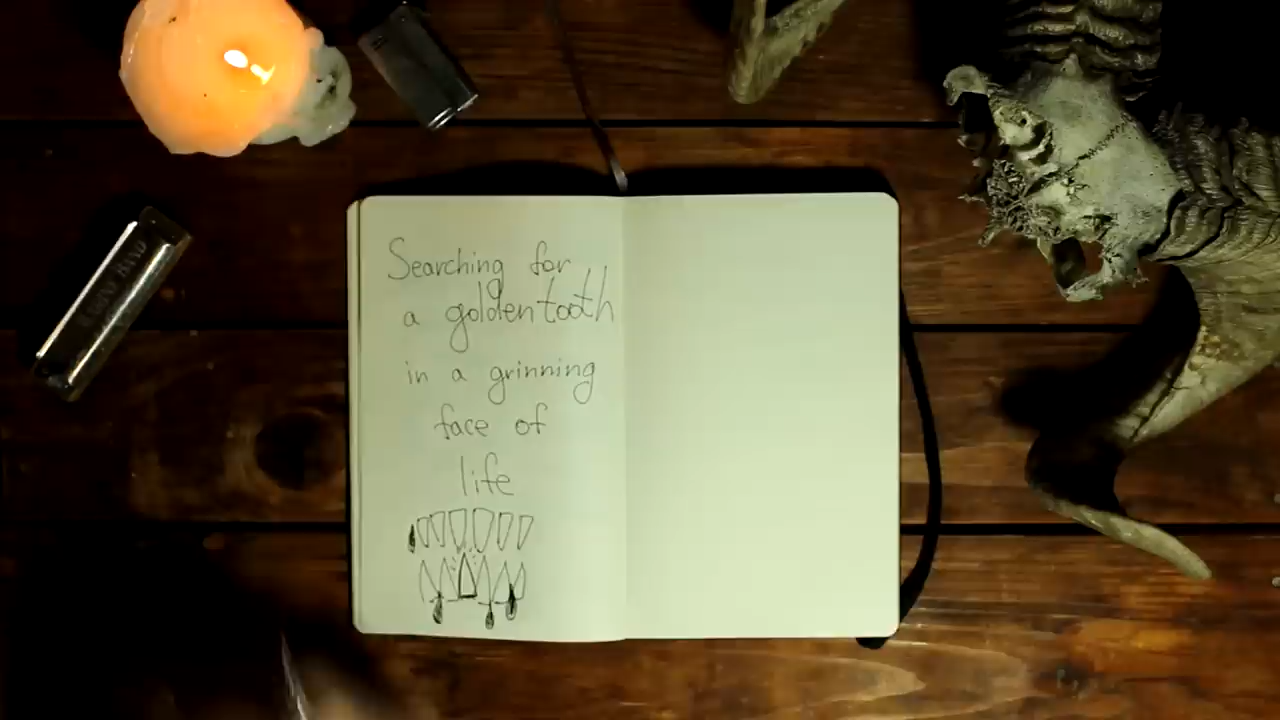 Searching for
a golden tooth
in a grinning
face of
life